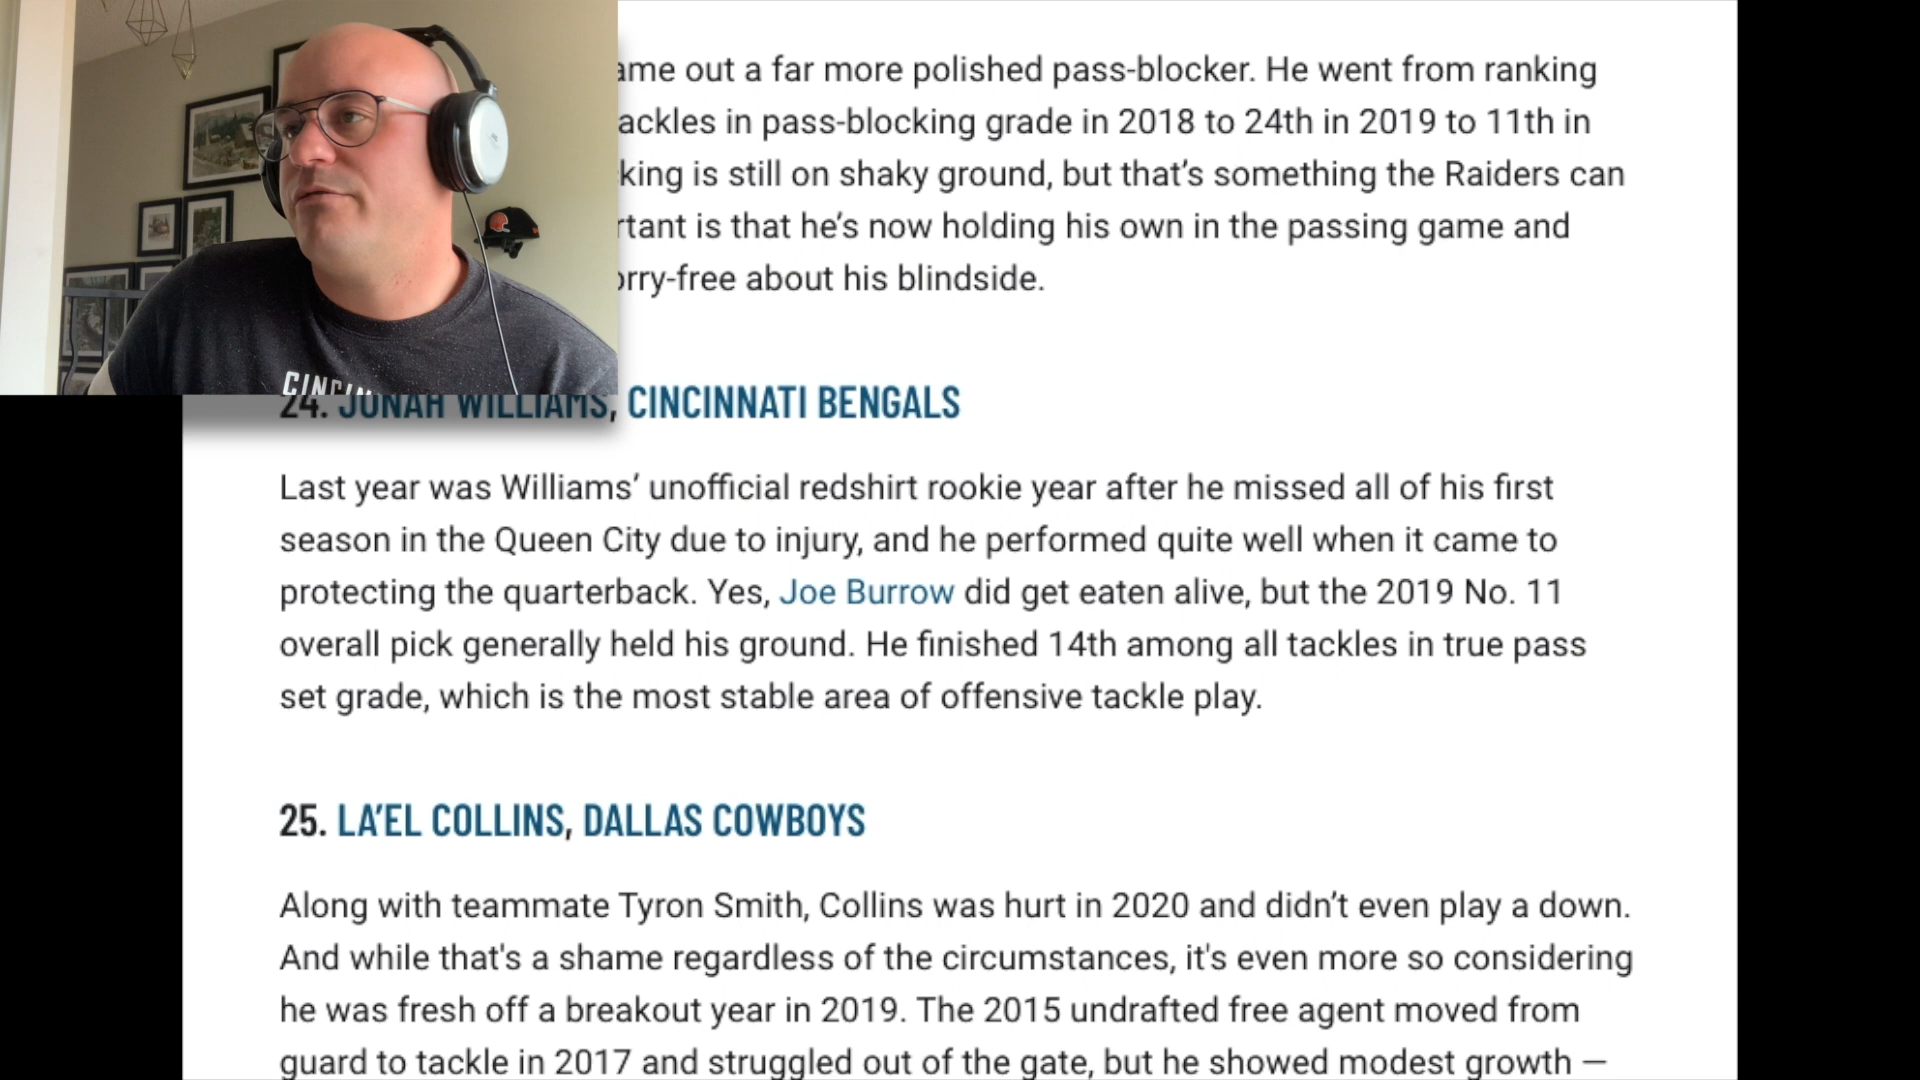 ame out a far more polished pass-blocker. He went from ranking
ackles in pass-blocking grade in 2018 to 24th in 2019 to 11th in
king is still on shaky ground, but that’s something the Raiders can
rtant is that he’s now holding his own in the passing game and
orry-free about his blindside.
CINCIN
24. JONAH WILLIAMS, CINCINNATI BENGALS
Last year was Williams’ unofficial redshirt rookie year after he missed all of his first
season in the Queen City due to injury, and he performed quite well when it came to
protecting the quarterback. Yes, Joe Burrow did get eaten alive, but the 2019 No. 11
overall pick generally held his ground. He finished 14th among all tackles in true pass
set grade, which is the most stable area of offensive tackle play.
25. LA’EL COLLINS, DALLAS COWBOYS
Along with teammate Tyron Smith, Collins was hurt in 2020 and didn’t even play a down.
And while that's a shame regardless of the circumstances, it's even more so considering
he was fresh off a breakout year in 2019. The 2015 undrafted free agent moved from
guard to tackle in 2017 and struggled out of the gate, but he showed modest growth —